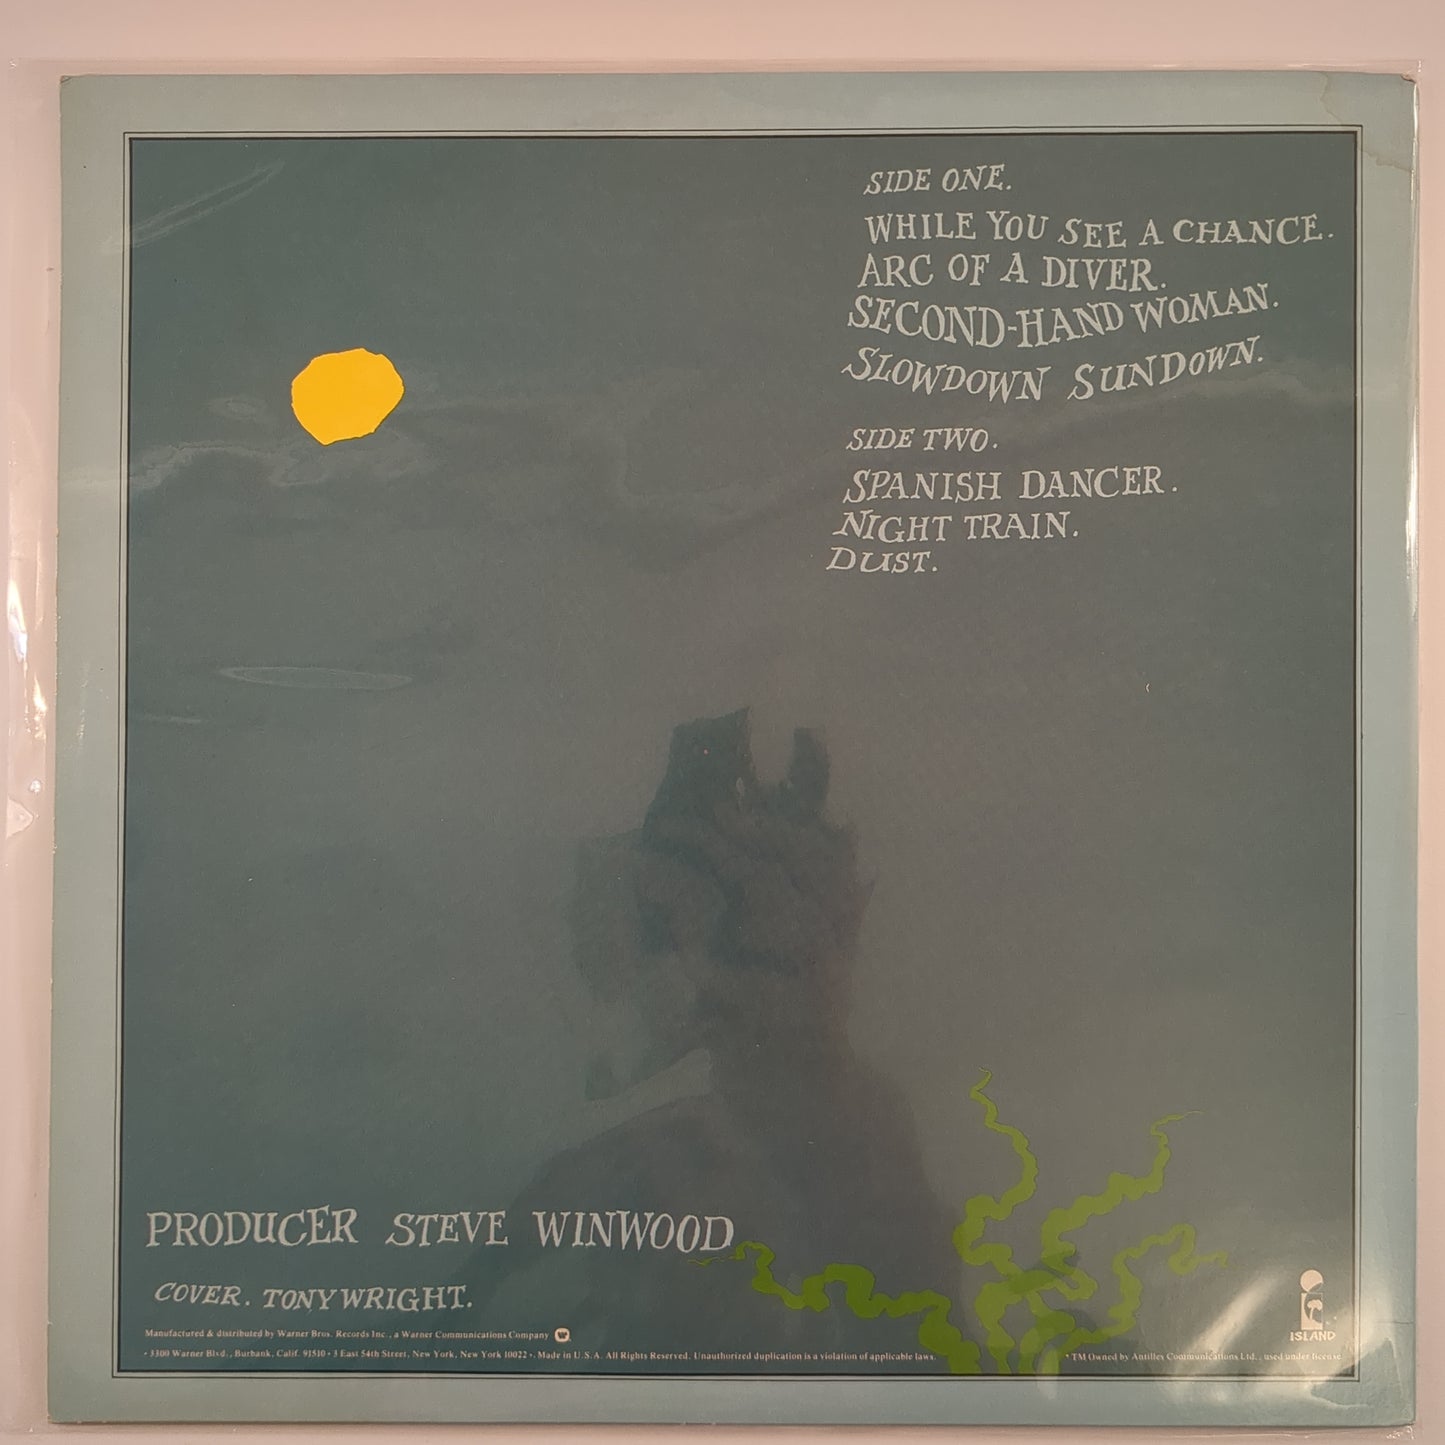 SIDE ONE.
WHILE YOU SEE A CHANCE.
ARC OF A DIVER.
SECOND-HAND WOMAN.
SLOWDOWN SUNDOWN.
SIDE TWO.
SPANISH DANCER.
NIGHT TRAIN.
DUST.
PRODUCER STEVE WINWOOD
COVER. TONY WRIGHT.
Manufactured & distributed by Warner Bros. Records Inc., a Warner Communications Company
• 3300 Warner Blvd., Burbank, Calif. 91510 • 3 East 54th Street, New York, New York 10022 • Made in U.S.A. All Rights Reserved. Unauthorized duplication is a violation of applicable laws.
ISLAND
* TM Owned by Antilles Communications Ltd., used under license